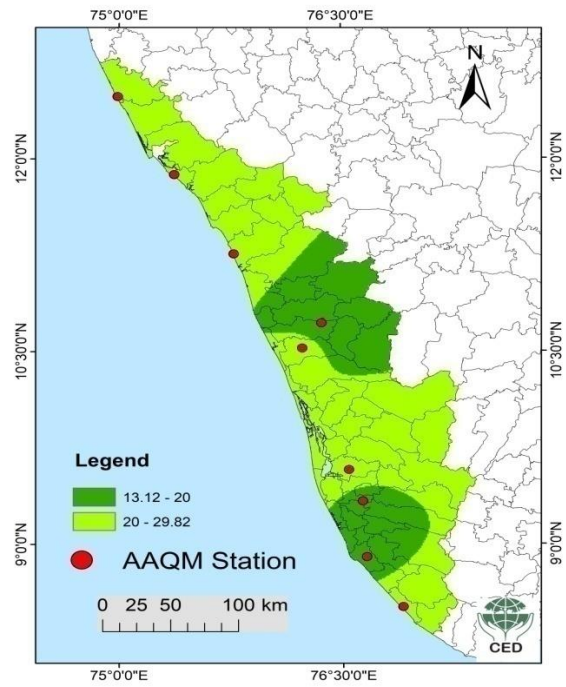 75°0'0"E 76°30'0"E
N
12°0'0"N 12°0'0"N
10°30'0"N 10°30'0"N
Legend
13.12 - 20
20 - 29.82
AAQM Station
9°0'0"N 9°0'0"N
0 25 50 100 km
CED
75°0'0"E 76°30'0"E